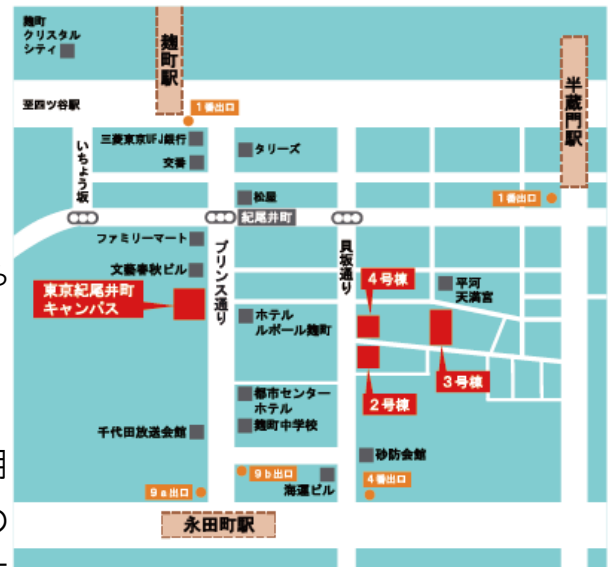 麹町
クリスタル
シティ
麹町駅
半蔵門駅
至四ツ谷駅
1番出口
いちょう坂
三菱東京UFJ銀行
交番
タリーズ
松屋
1番出口
紀尾井町
ファミリーマート
プリンス通り
貝坂通り
文藝春秋ビル
4号棟
平河
天満宮
東京紀尾井町
キャンパス
ホテル
ルポール麹町
3号棟
2号棟
都市センター
ホテル
麹町中学校
千代田放送会館
砂防会館
9a出口
9b出口
海運ビル
4番出口
永田町駅